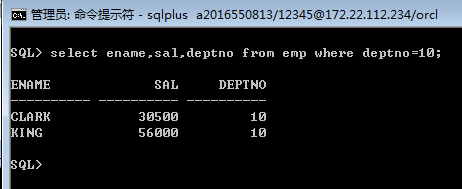 管理员: 命令提示符 - sqlplus  a2016550813/12345@172.22.112.234/orcl
SQL> select ename,sal,deptno from emp where deptno=10;
ENAME             SAL     DEPTNO
---------- ---------- ----------
CLARK           30500         10
KING            56000         10
SQL>